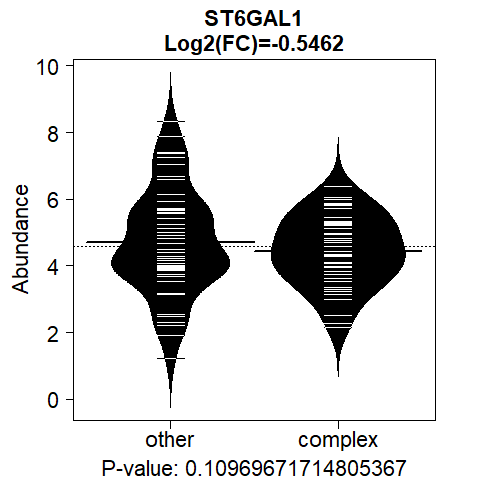 ST6GAL1
Log2(FC)=-0.5462
Abundance
10
8
6
4
2
0
other complex
P-value: 0.10969671714805367